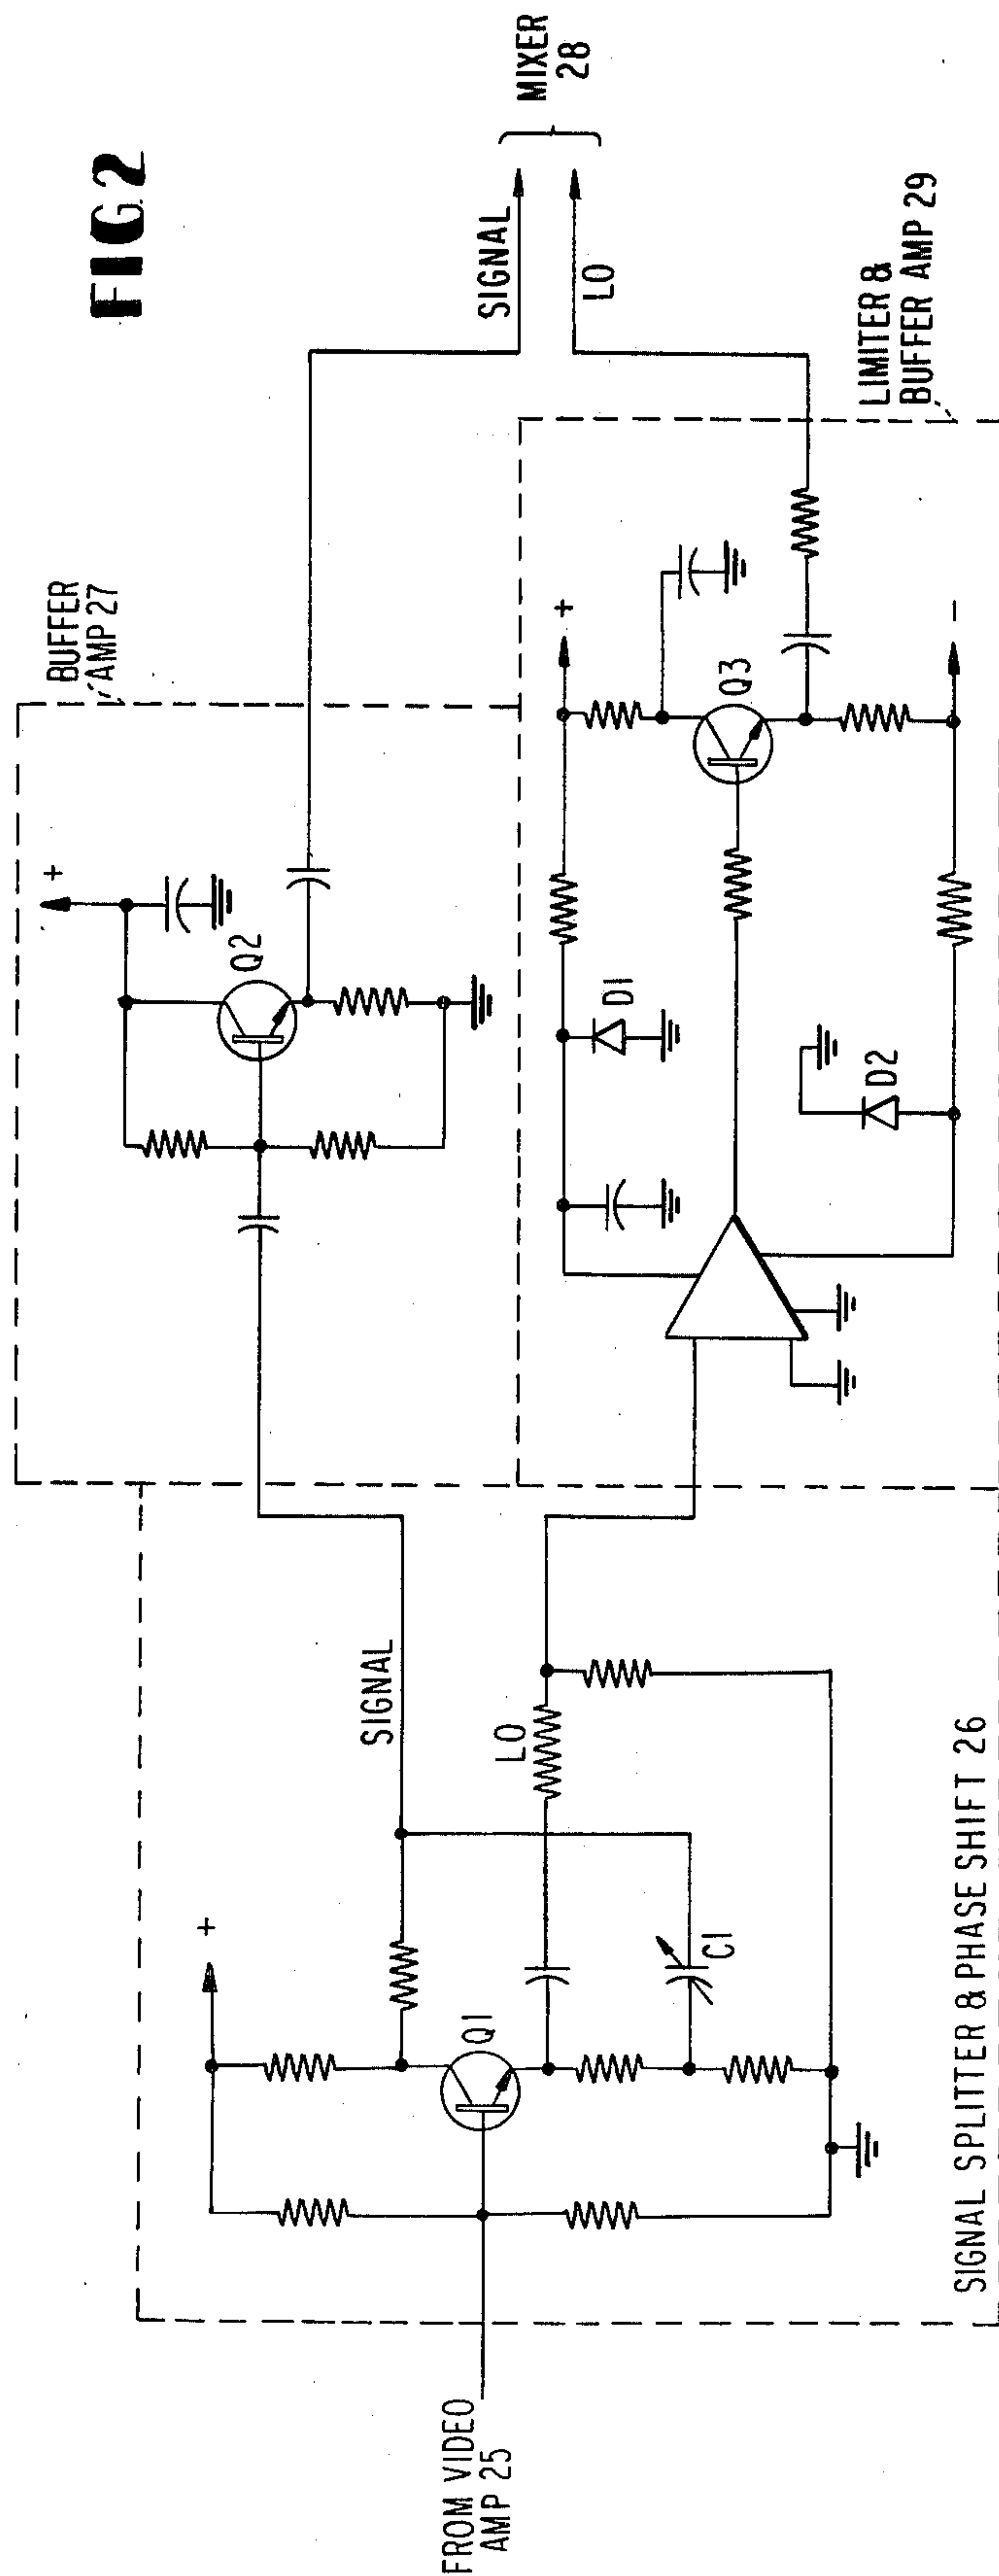 FIG. 2
FROM VIDEO
AMP 25
SIGNAL SPLITTER & PHASE SHIFT 26
+
Q1
C1
SIGNAL
LO
BUFFER
AMP 27
+
Q2
LIMITER &
BUFFER AMP 29
D1
D2
+
Q3
-
SIGNAL
LO
MIXER
28